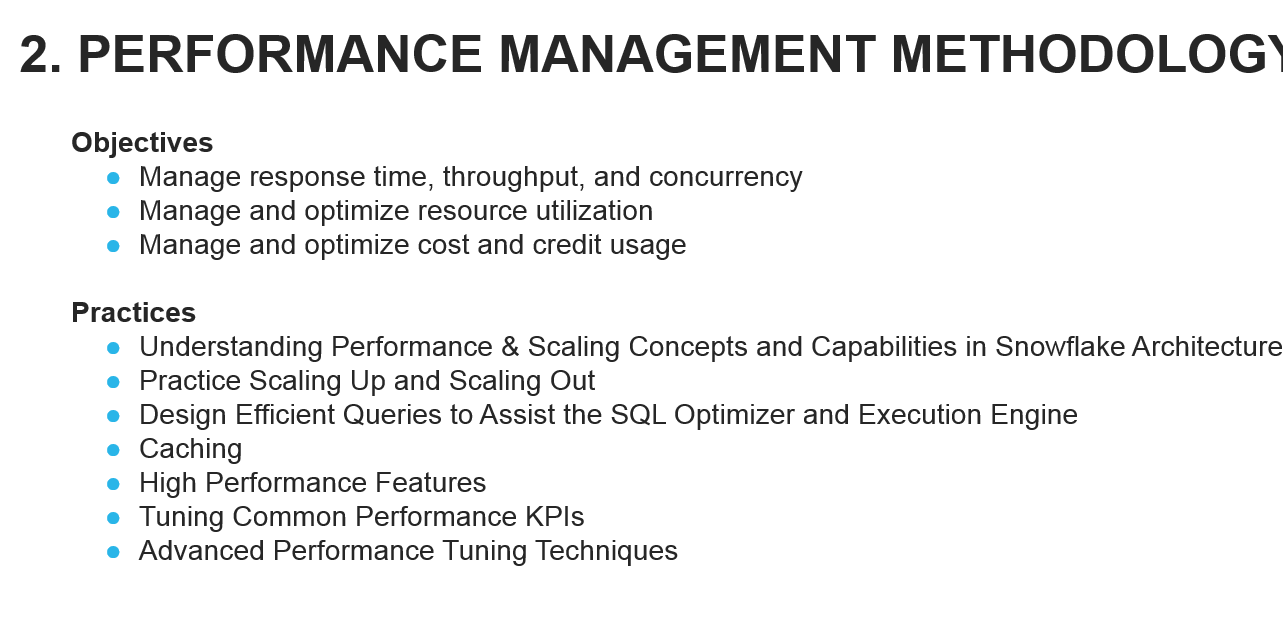 2. PERFORMANCE MANAGEMENT METHODOLOGY
Objectives
● Manage response time, throughput, and concurrency
● Manage and optimize resource utilization
● Manage and optimize cost and credit usage
Practices
● Understanding Performance & Scaling Concepts and Capabilities in Snowflake Architecture
● Practice Scaling Up and Scaling Out
● Design Efficient Queries to Assist the SQL Optimizer and Execution Engine
● Caching
● High Performance Features
● Tuning Common Performance KPIs
● Advanced Performance Tuning Techniques